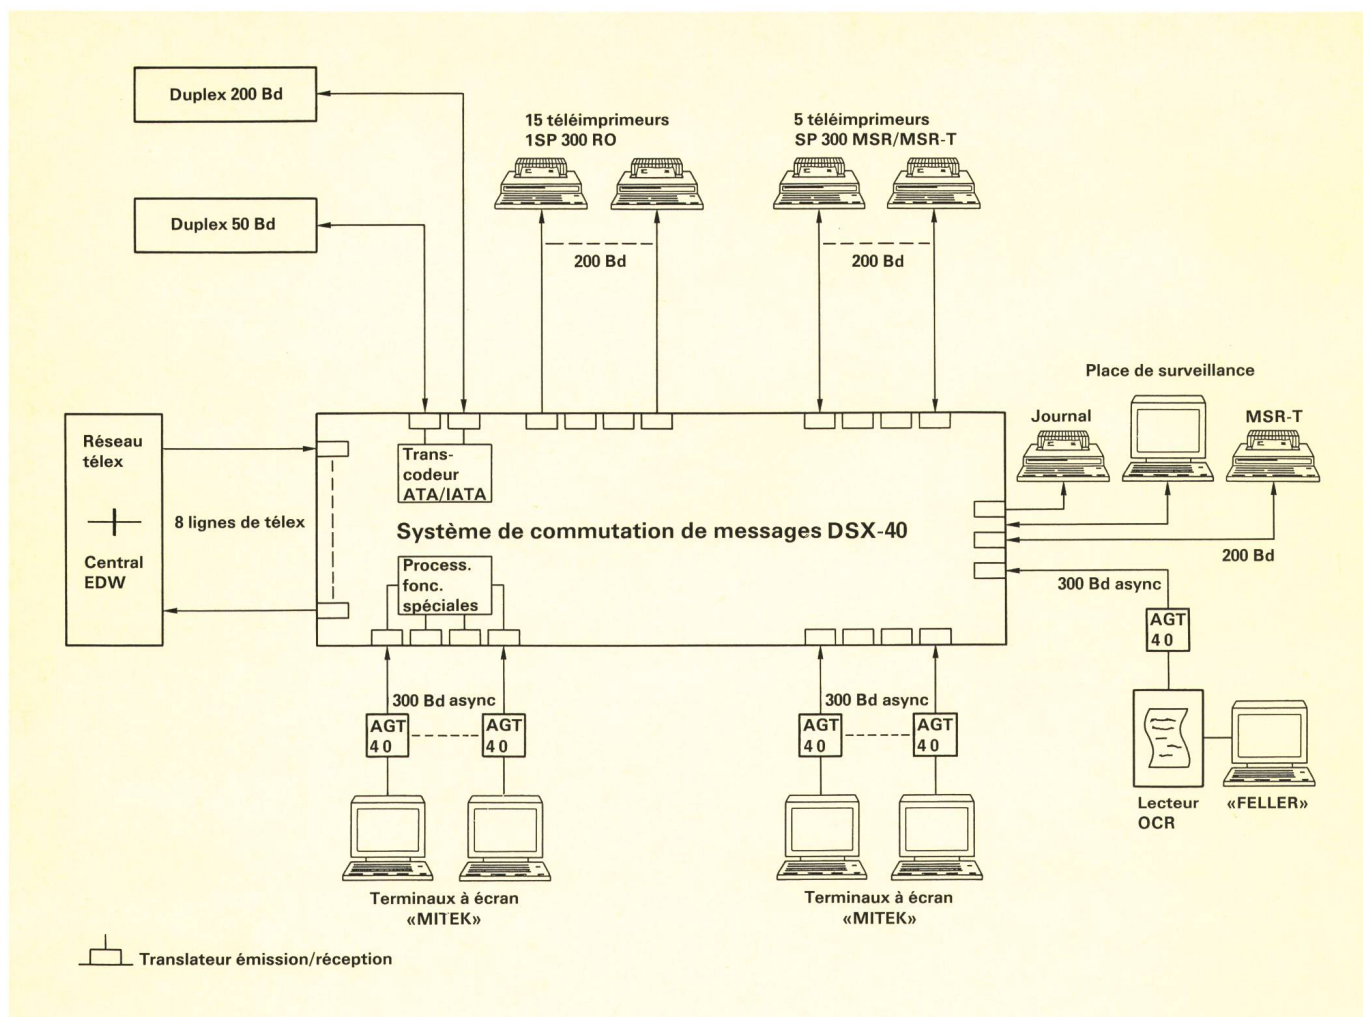 Duplex 200 Bd
15 téléimprimeurs
1SP 300 RO
5 téléimprimeurs
SP 300 MSR/MSR-T
Duplex 50 Bd
200 Bd
200 Bd
Place de surveillance
Journal
MSR-T
Réseau
télex
8 lignes de télex
Central
EDW
Trans-
codeur
ATA/IATA
Système de commutation de messages DSX-40
Process.
fonc.
spéciales
200 Bd
300 Bd async
AGT
40
300 Bd async
AGT
40
AGT
40
300 Bd async
AGT
40
AGT
40
Lecteur
OCR
«FELLER»
Terminaux à écran
«MITEK»
Terminaux à écran
«MITEK»
Translateur émission/réception